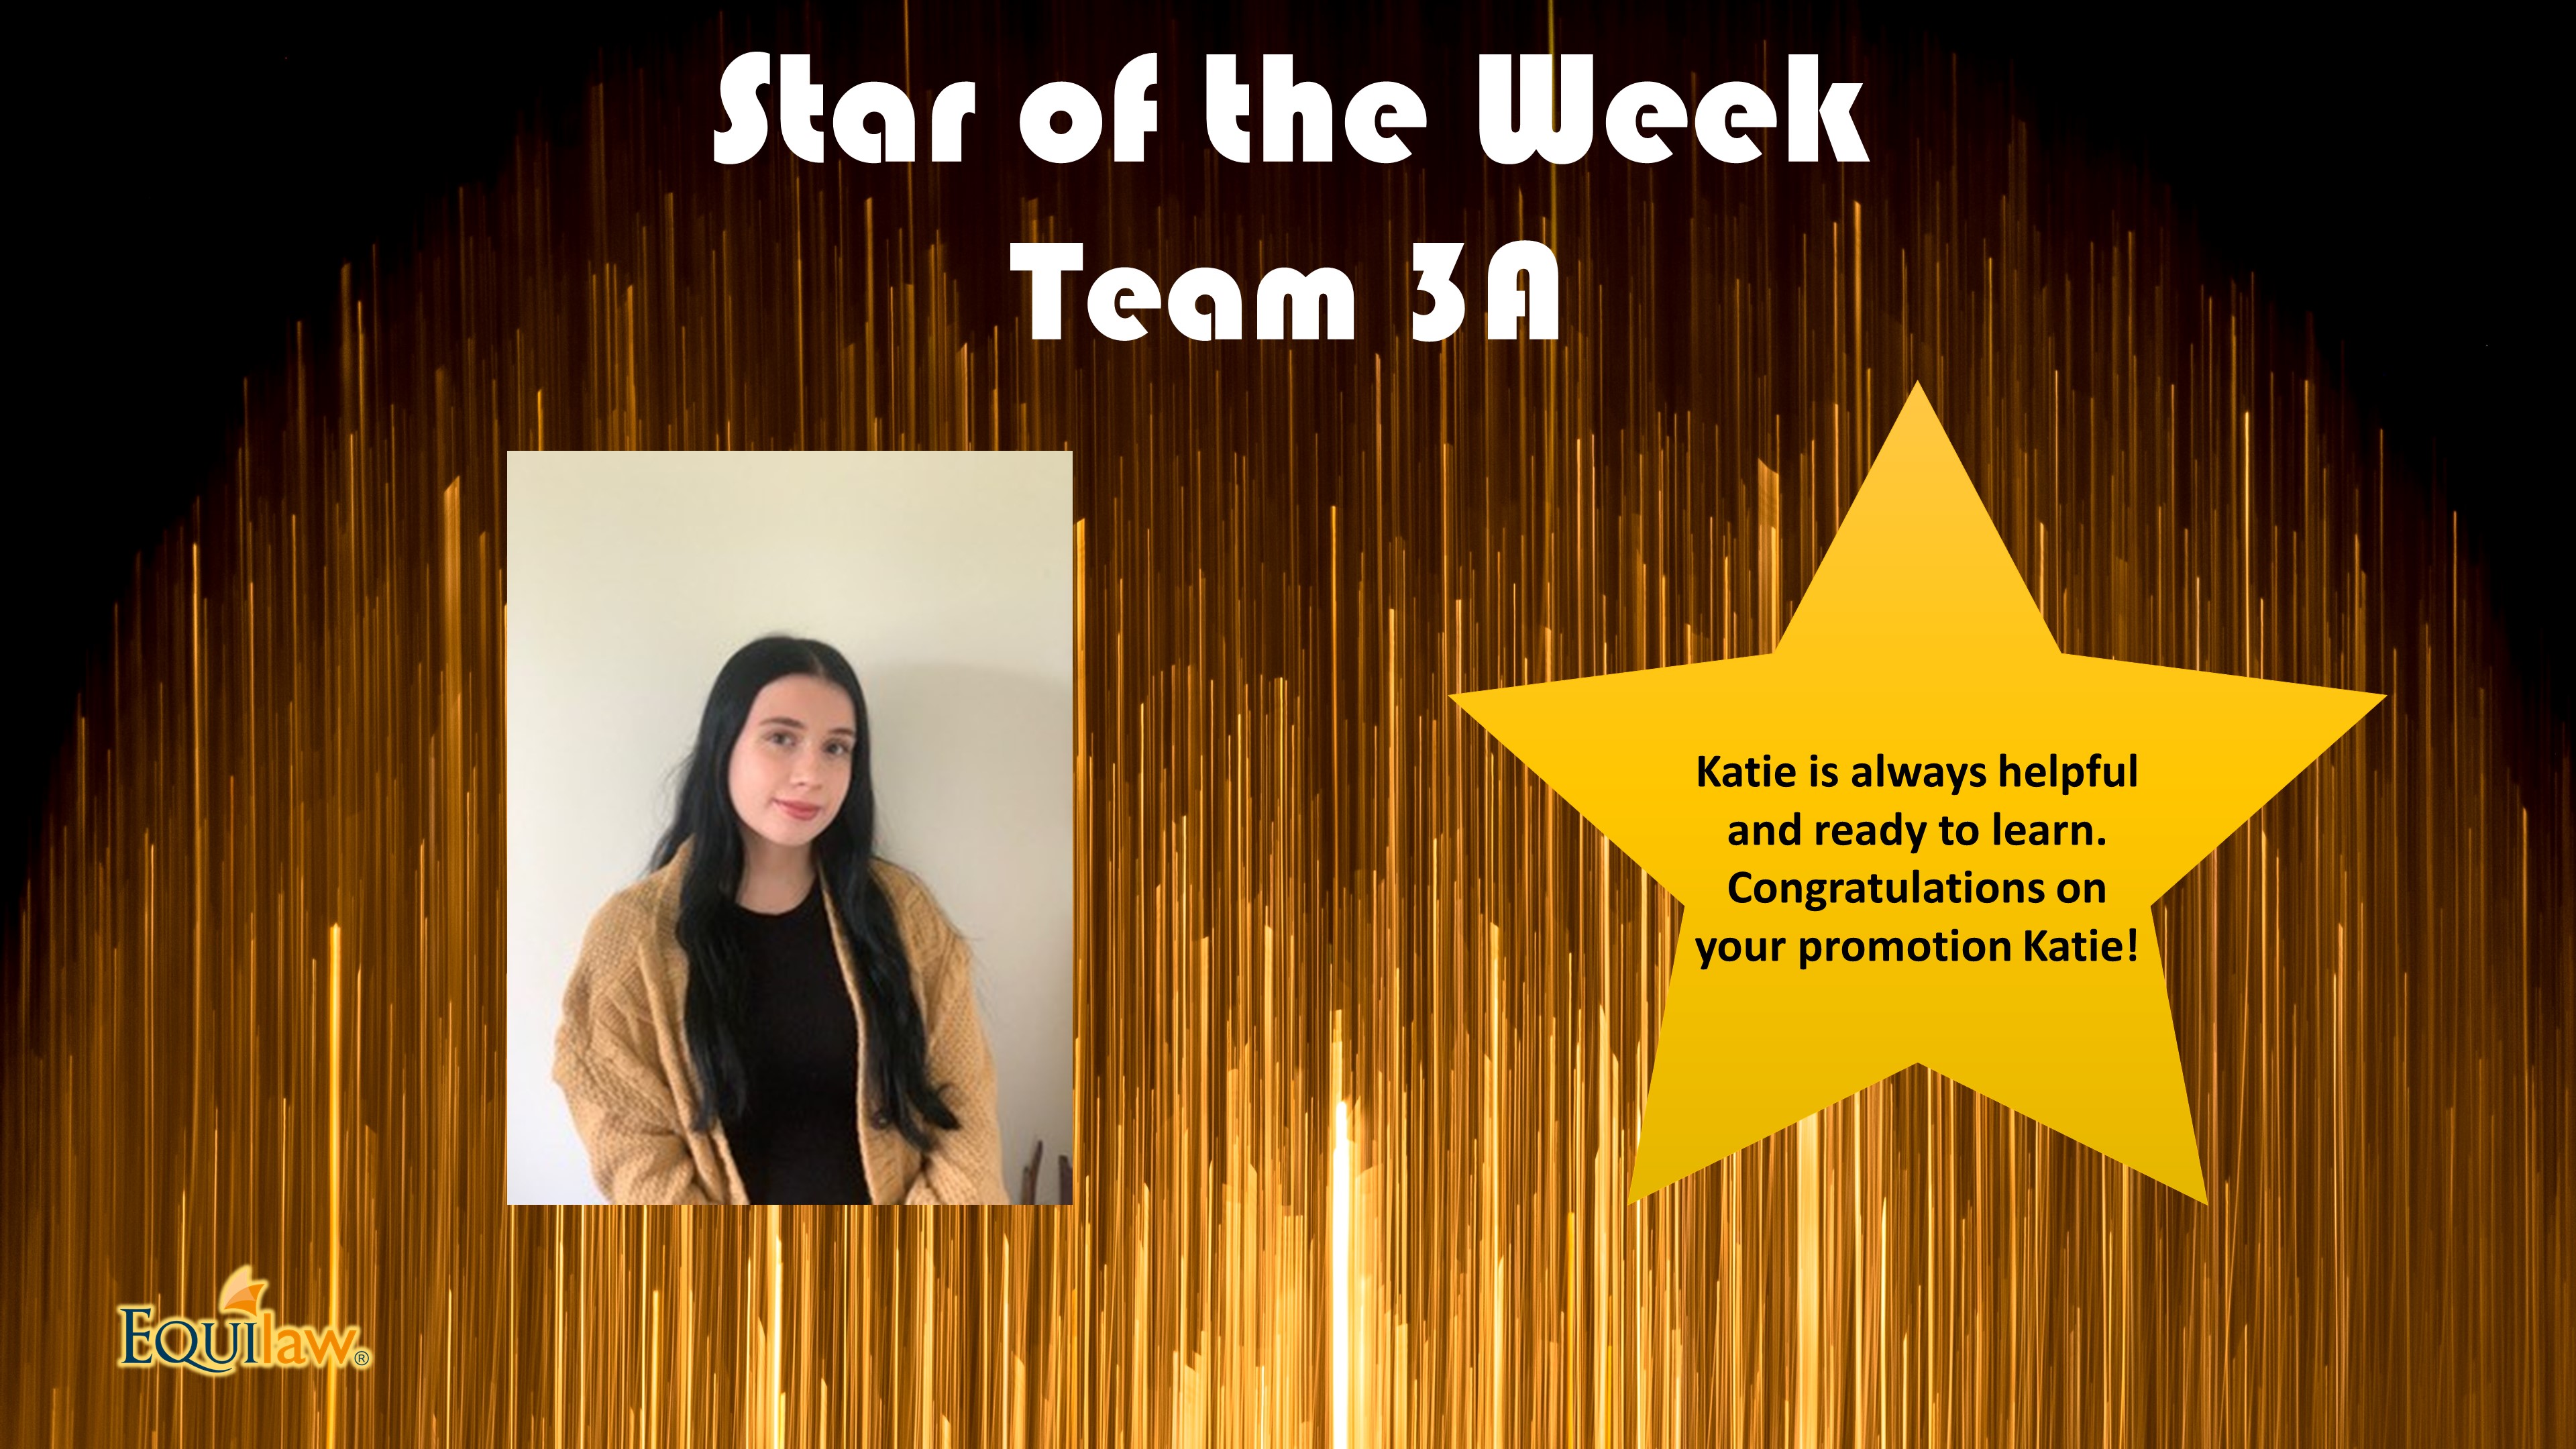 Star of the Week
Team 3A
Katie is always helpful
and ready to learn.
Congratulations on
your promotion Katie!
EQUIlaw®